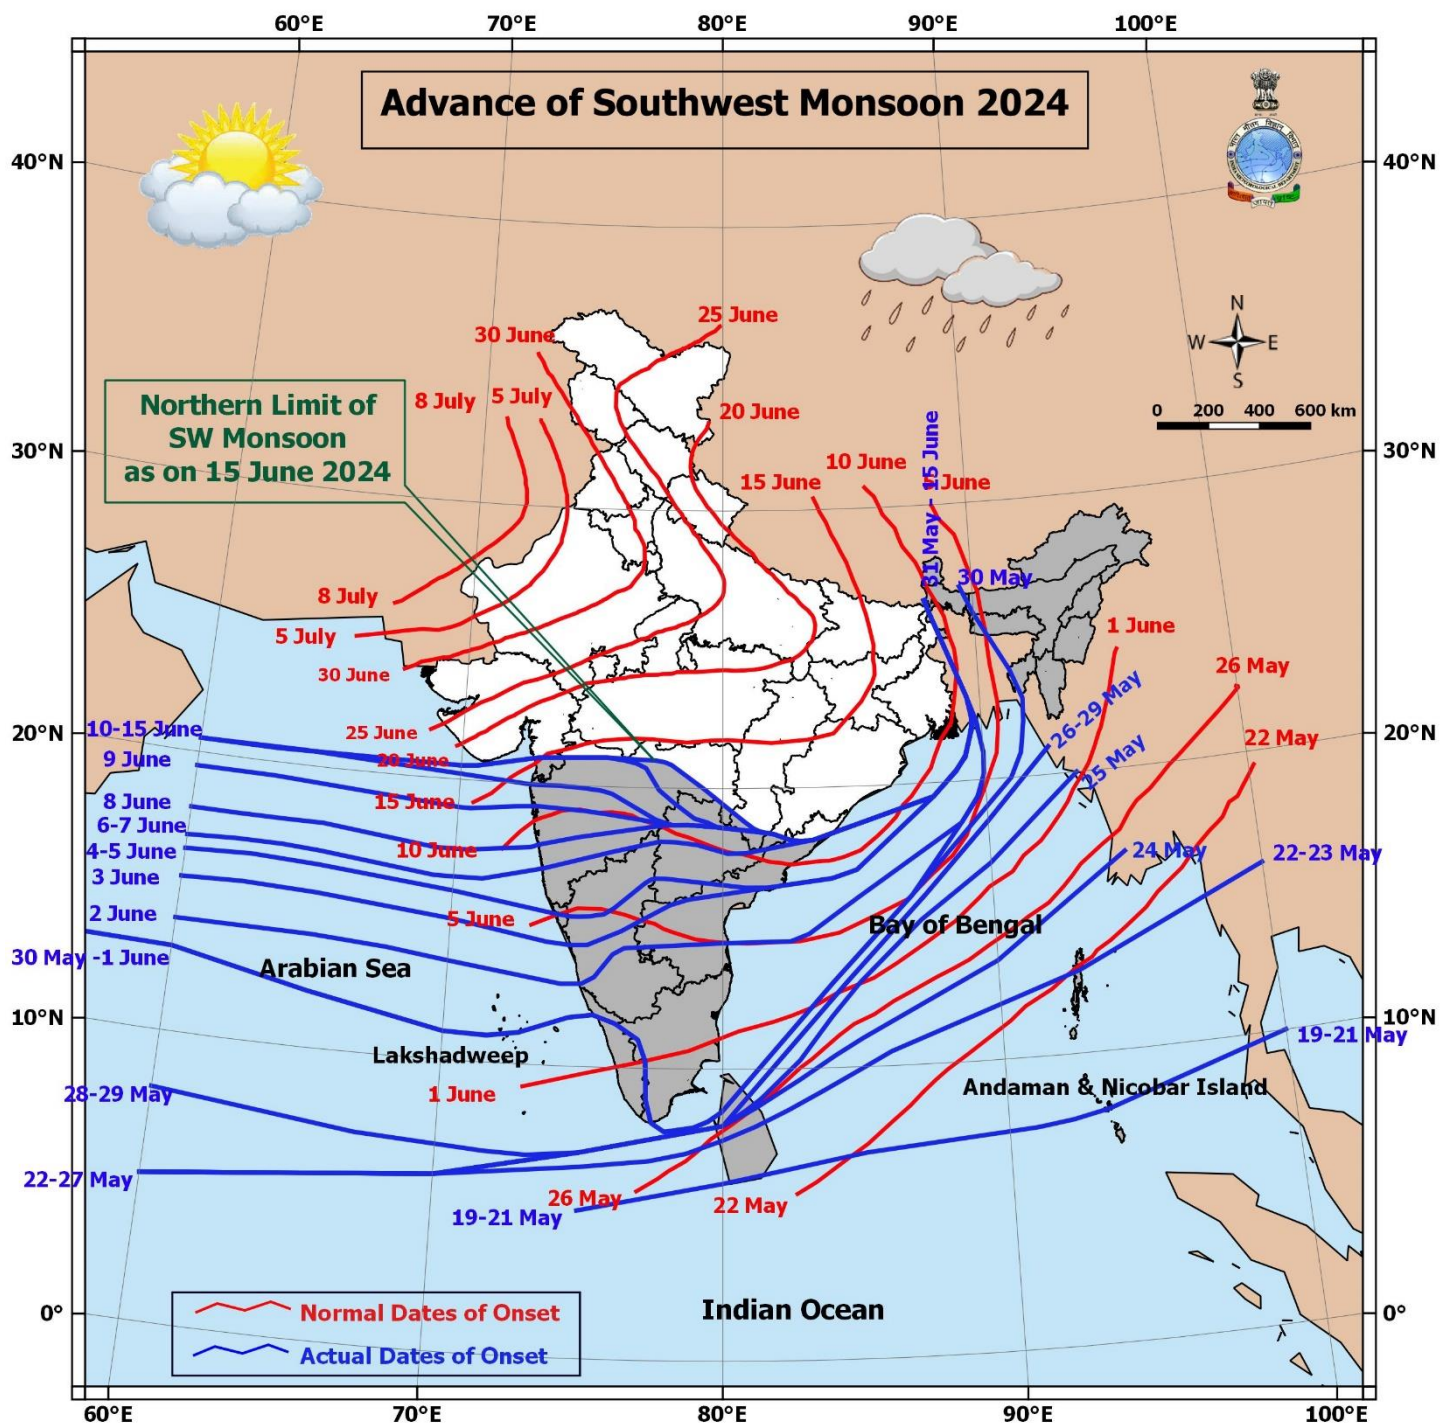 60°E 70°E 80°E 90°E 100°E
Advance of Southwest Monsoon 2024
40°N 40°N
N
W E
S
25 June
30 June
Northern Limit of
SW Monsoon
as on 15 June 2024
8 July 5 July
20 June
0 200 400 600 km
30°N 30°N
10 June
15 June
31 May - 15 June
30 May
8 July
5 July
1 June
30 June
26 May
26-29 May
20°N 20°N
10-15 June
25 June
22 May
9 June
20 June
25 May
8 June
15 June
6-7 June
4-5 June
10 June
24 May
22-23 May
3 June
2 June
5 June
Bay of Bengal
30 May -1 June
Arabian Sea
10°N 10°N
19-21 May
Lakshadweep
28-29 May
1 June
Andaman & Nicobar Island
22-27 May
26 May
22 May
19-21 May
0° 0°
Indian Ocean
Normal Dates of Onset
Actual Dates of Onset
60°E 70°E 80°E 90°E 100°E